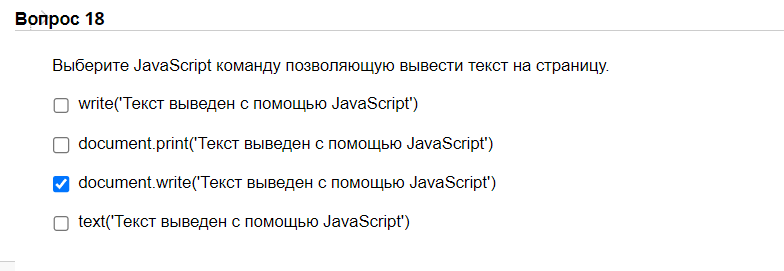 Вопрос 18
Выберите JavaScript команду позволяющую вывести текст на страницу.
write('Текст выведен с помощью JavaScript')
document.print('Текст выведен с помощью JavaScript')
document.write('Текст выведен с помощью JavaScript')
text('Текст выведен с помощью JavaScript')